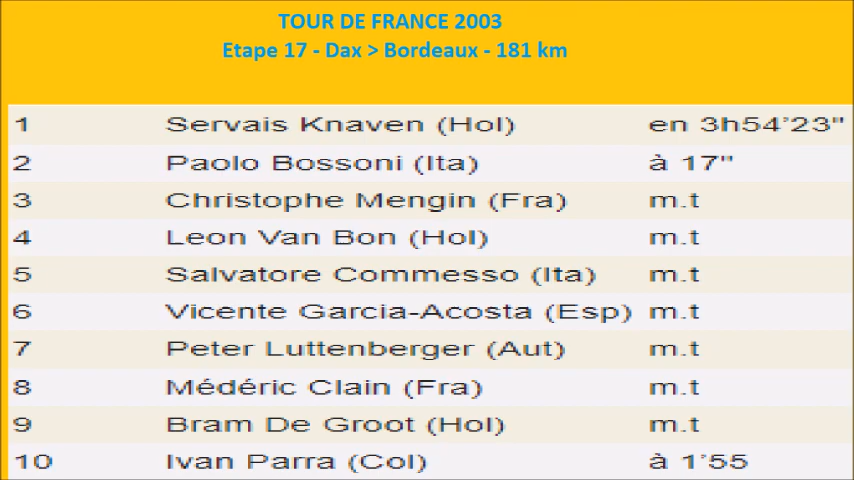 TOUR DE FRANCE 2003
Etape 17 - Dax > Bordeaux - 181 km
1 Servais Knaven (Hol) en 3h54'23"
2 Paolo Bossoni (Ita) à 17"
3 Christophe Mengin (Fra) m.t
4 Leon Van Bon (Hol) m.t
5 Salvatore Commesso (Ita) m.t
6 Vicente Garcia-Acosta (Esp) m.t
7 Peter Luttenberger (Aut) m.t
8 Médéric Clain (Fra) m.t
9 Bram De Groot (Hol) m.t
10 Ivan Parra (Col) à 1'55